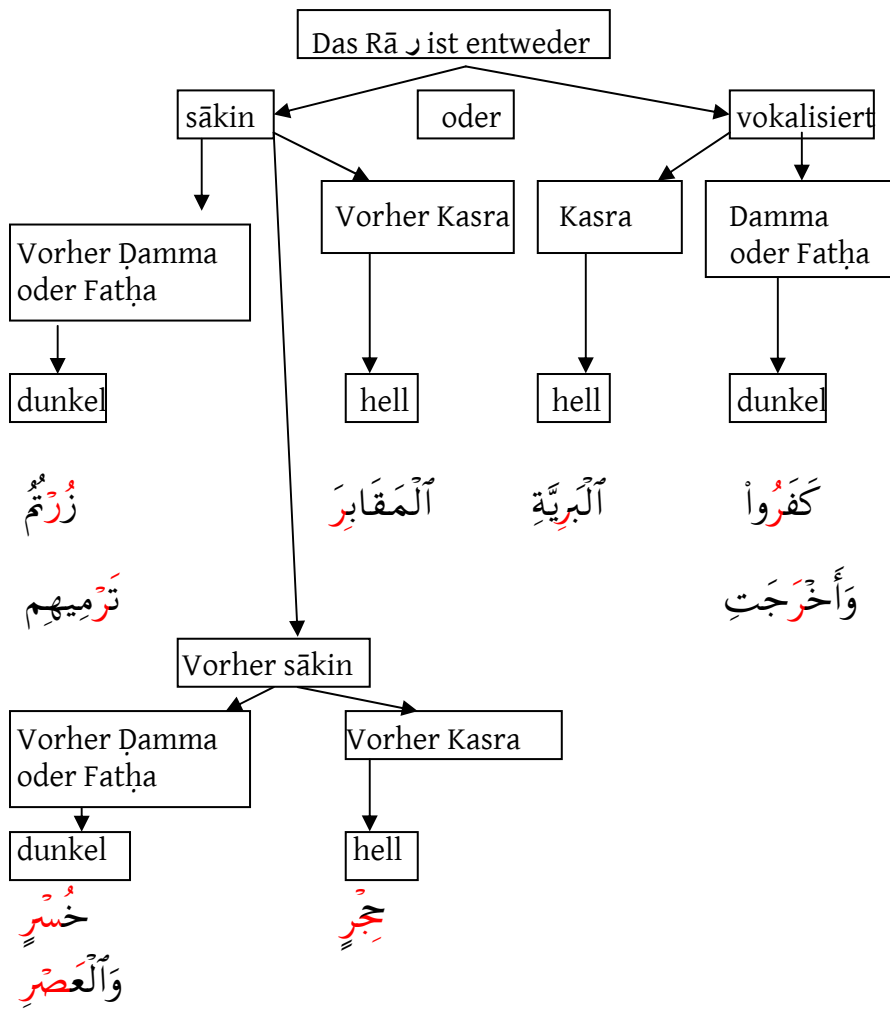 Das Rā ر ist entweder
sākin
oder
vokalisiert
Vorher Kasra
Kasra
Damma
oder Fatḥa
Vorher Ḍamma
oder Fatḥa
dunkel
hell
hell
dunkel
زُرْتُمُ
ٱلْمَقَابِرَ
ٱلْبَرِيَّةِ
كَفَرُوا۟
تَرْمِيهِم
وَأَخْرَجَتِ
Vorher sākin
Vorher Ḍamma
oder Fatḥa
Vorher Kasra
dunkel
hell
خُسْرٍ
حِجْرٍ
وَٱلْعَصْرِ